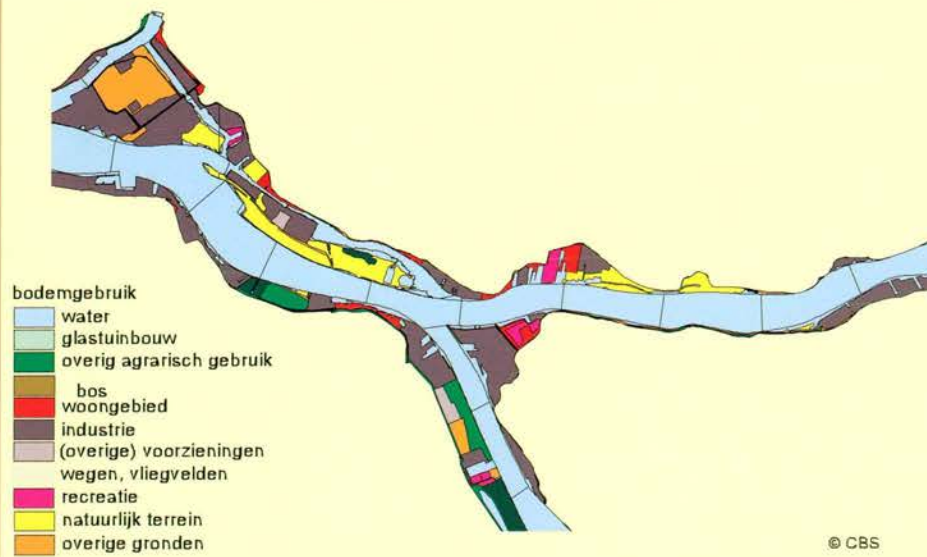 bodemgebruik
water
glastuinbouw
overig agrarisch gebruik
bos
woongebied
industrie
(overige) voorzieningen
wegen, vliegvelden
recreatie
natuurlijk terrein
overige gronden
© CBS